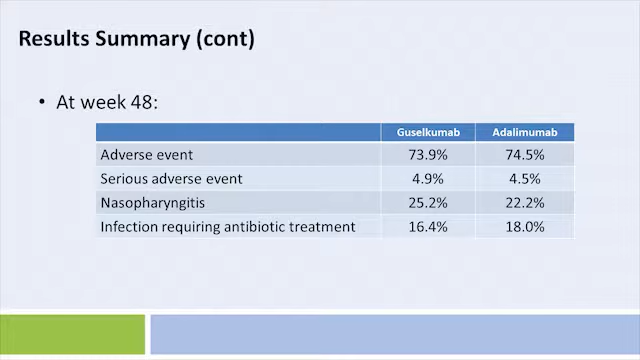 Results Summary (cont)
• At week 48:
Guselkumab Adalimumab
Adverse event 73.9% 74.5%
Serious adverse event 4.9% 4.5%
Nasopharyngitis 25.2% 22.2%
Infection requiring antibiotic treatment 16.4% 18.0%